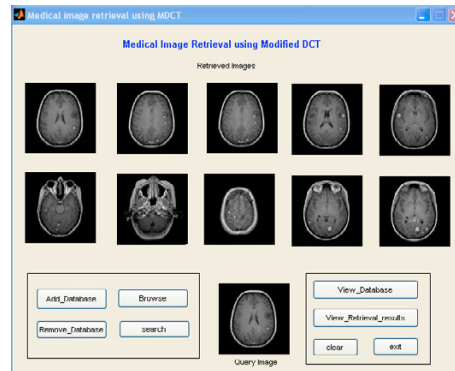 Medical image retrieval using MDCT
Medical Image Retrieval using Modified DCT
Retrieved Images
Add_Database
Browse
Remove_Database
search
View_Database
View_Retrieval_results
clear
exit
Query Image